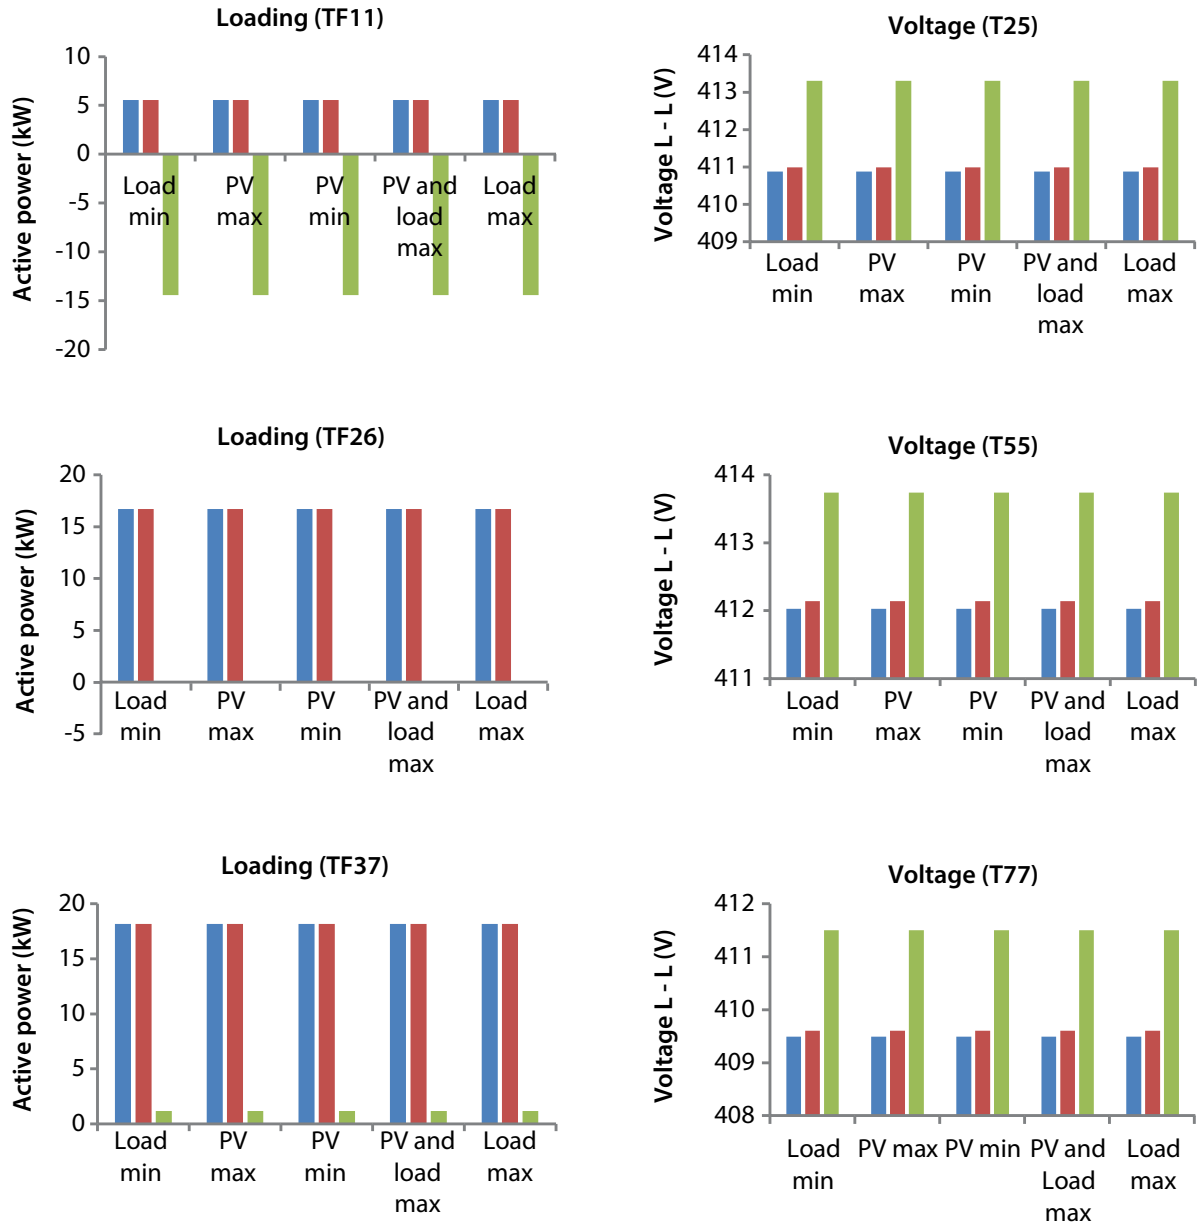 Loading (TF11)
Active power (kW)
10
5
0
-5
-10
-15
-20
Load PV PV PV and Load
min max min load max
max
Voltage (T25)
Voltage L - L (V)
414
413
412
411
410
409
Load PV PV PV and Load
min max min load max
max
Loading (TF26)
Active power (kW)
20
15
10
5
0
-5
Load PV PV PV and Load
min max min load max
max
Voltage (T55)
Voltage L - L (V)
414
413
412
411
Load PV PV PV and Load
min max min load max
max
Loading (TF37)
Active power (kW)
20
15
10
5
0
Load PV PV PV and Load
min max min load max
max
Voltage (T77)
Voltage L - L (V)
412
411
410
409
408
Load PV max PV min PV and Load
min Load max
max